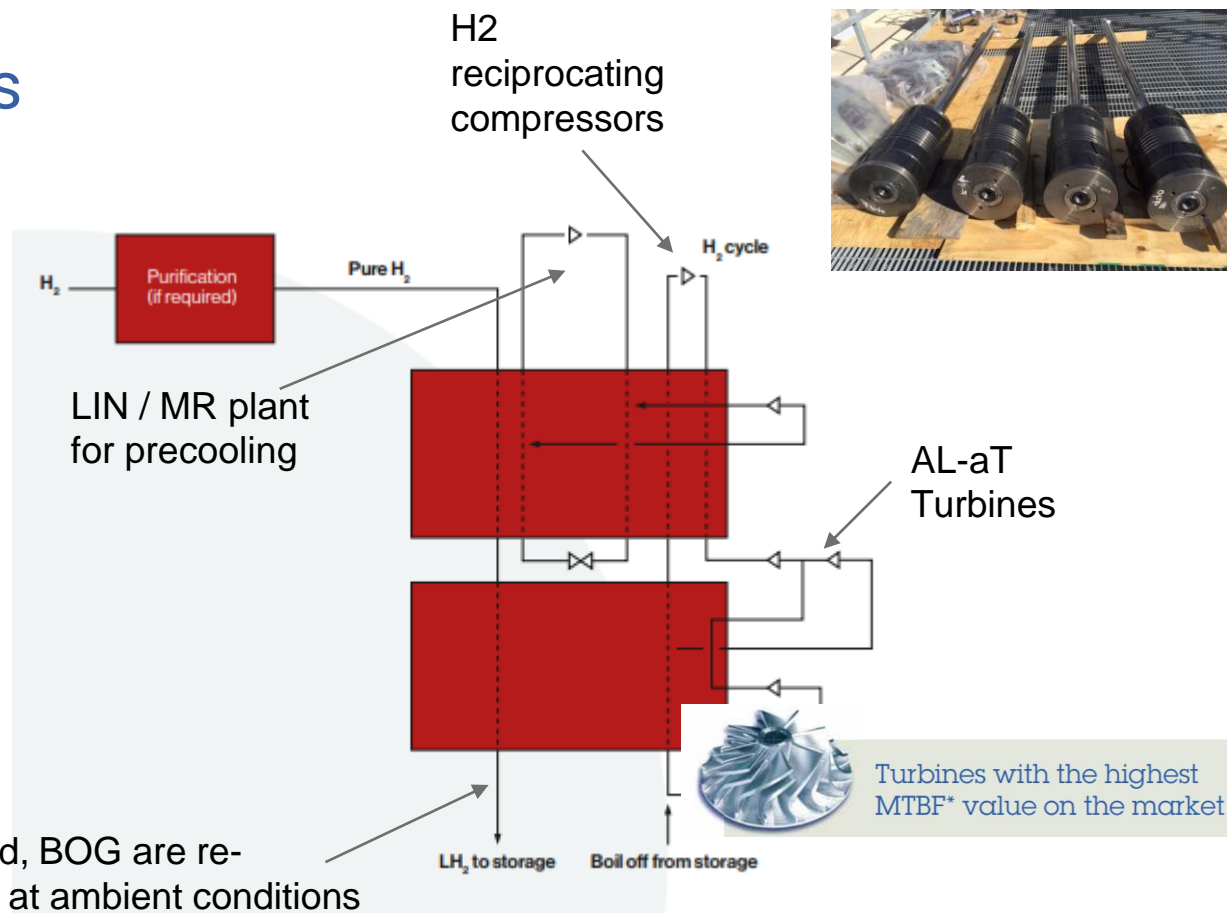 s
H2
reciprocating
compressors
H₂ cycle
H₂
Purification
(if required)
Pure H₂
LIN / MR plant
for precooling
AL-aT
Turbines
Turbines with the highest
MTBF* value on the market
d, BOG are re-
at ambient conditions
LH₂ to storage
Boil off from storage